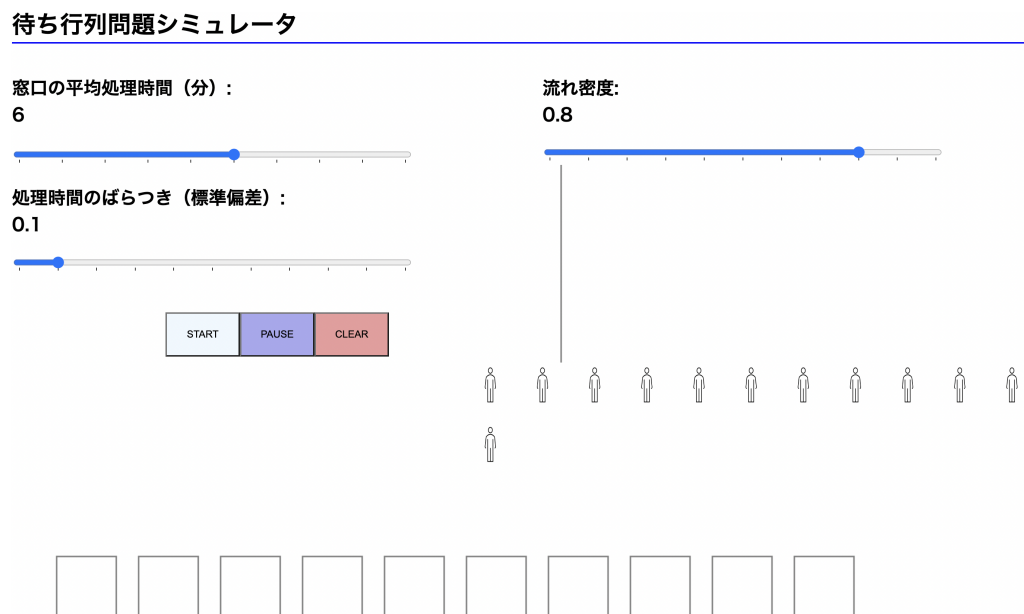 待ち行列問題シミュレータ
窓口の平均処理時間（分）:
6
処理時間のばらつき（標準偏差）:
0.1
START PAUSE CLEAR
流れ密度:
0.8